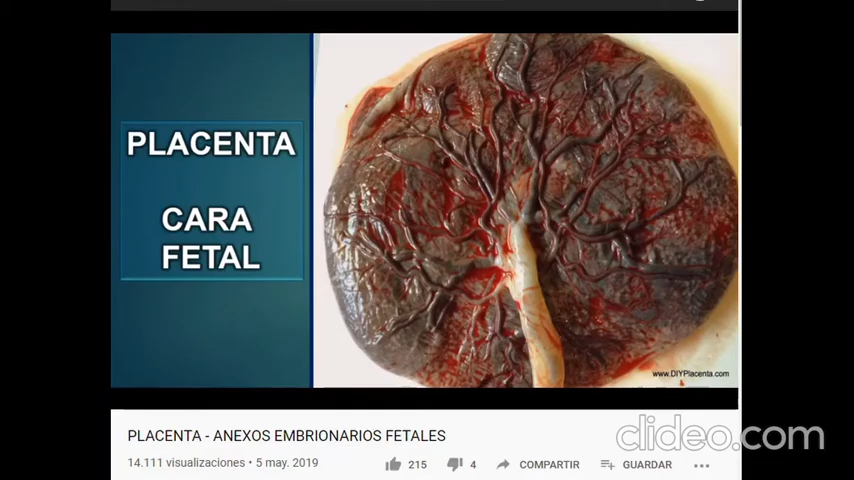 PLACENTA
CARA
FETAL
www.DIYPlacenta.com
PLACENTA - ANEXOS EMBRIONARIOS FETALES
14.111 visualizaciones • 5 may. 2019
215
4
COMPARTIR
GUARDAR
clideo.com